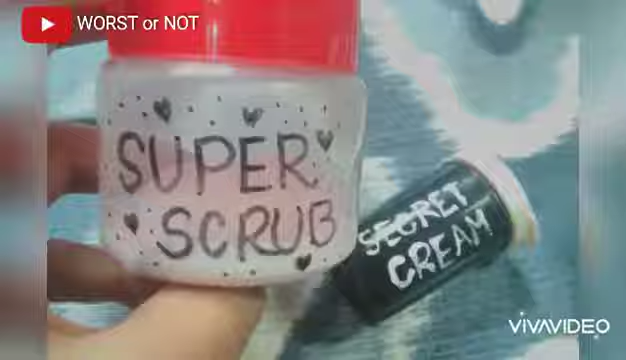 WORST or NOT
SUPER
SCRUB
SECRET
CREAM
VIVAVIDEO